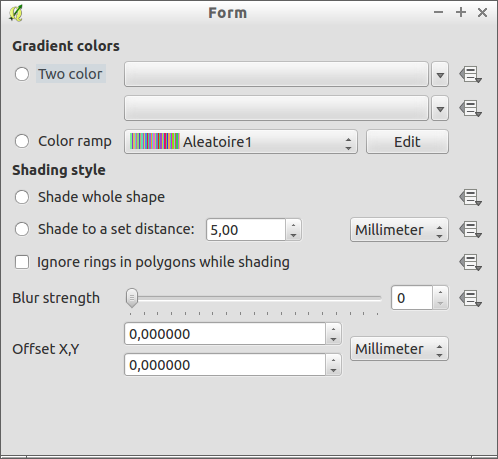 Form
Gradient colors
Two color
Color ramp Aleatoire1 Edit
Shading style
Shade whole shape
Shade to a set distance: 5,00 Millimeter
Ignore rings in polygons while shading
Blur strength 0
0,000000
Offset X,Y Millimeter
0,000000